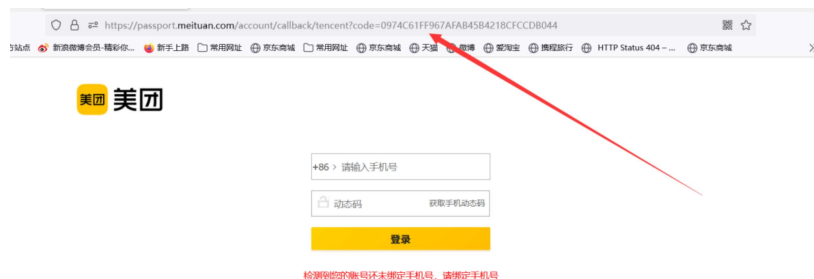 https://passport.meituan.com/account/callback/tencent?code=0974C61FF967AFAB45B4218CFCCDB044
方站点 新浪微博会员-精彩你... 新手上路 常用网址 京东商城 常用网址 京东商城 天猫 微博 爱淘宝 携程旅行 HTTP Status 404 – ... 京东商城
美团 美团
+86 > 请输入手机号
动态码 获取手机动态码
登录
检测到您的账号还未绑定手机号，请绑定手机号